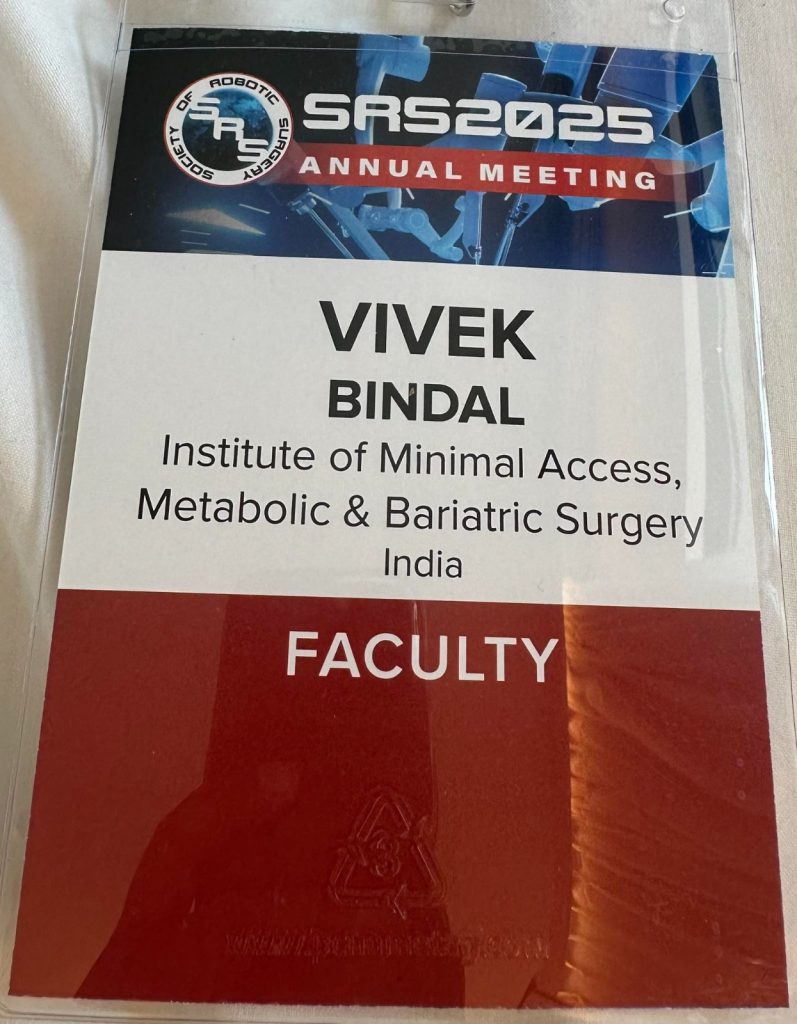 SOCIETY OF ROBOTIC SURGERY
SRS
SRS2025
ANNUAL MEETING
VIVEK
BINDAL
Institute of Minimal Access,
Metabolic & Bariatric Surgery
India
FACULTY
3